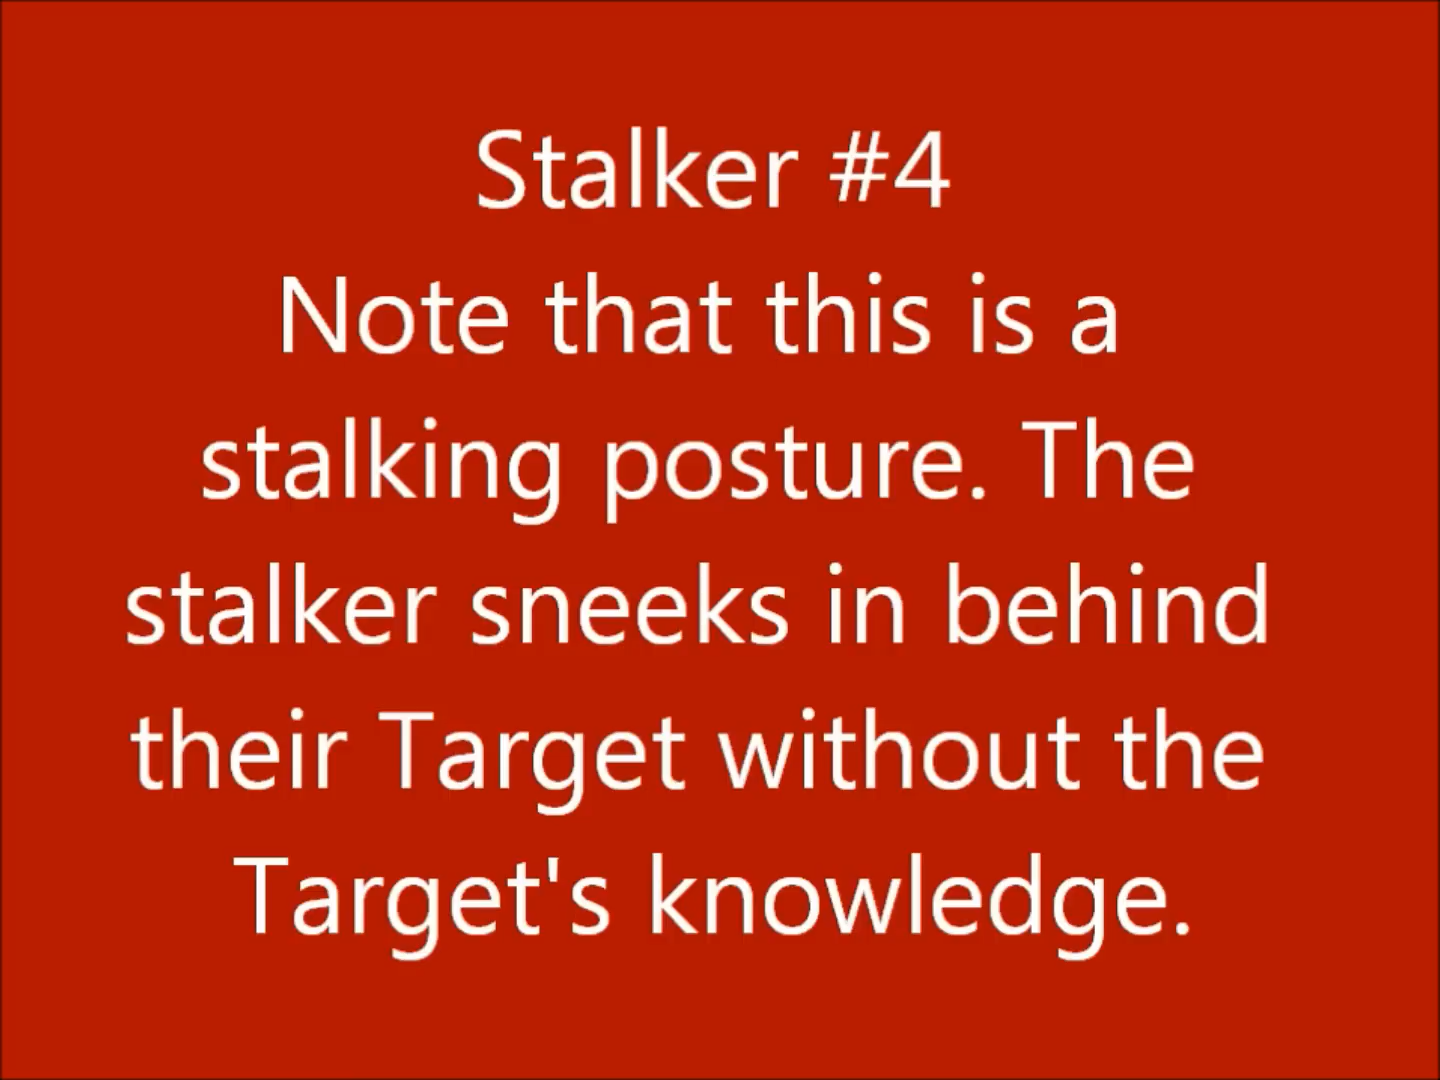 Stalker #4
Note that this is a
stalking posture. The
stalker sneeks in behind
their Target without the
Target's knowledge.